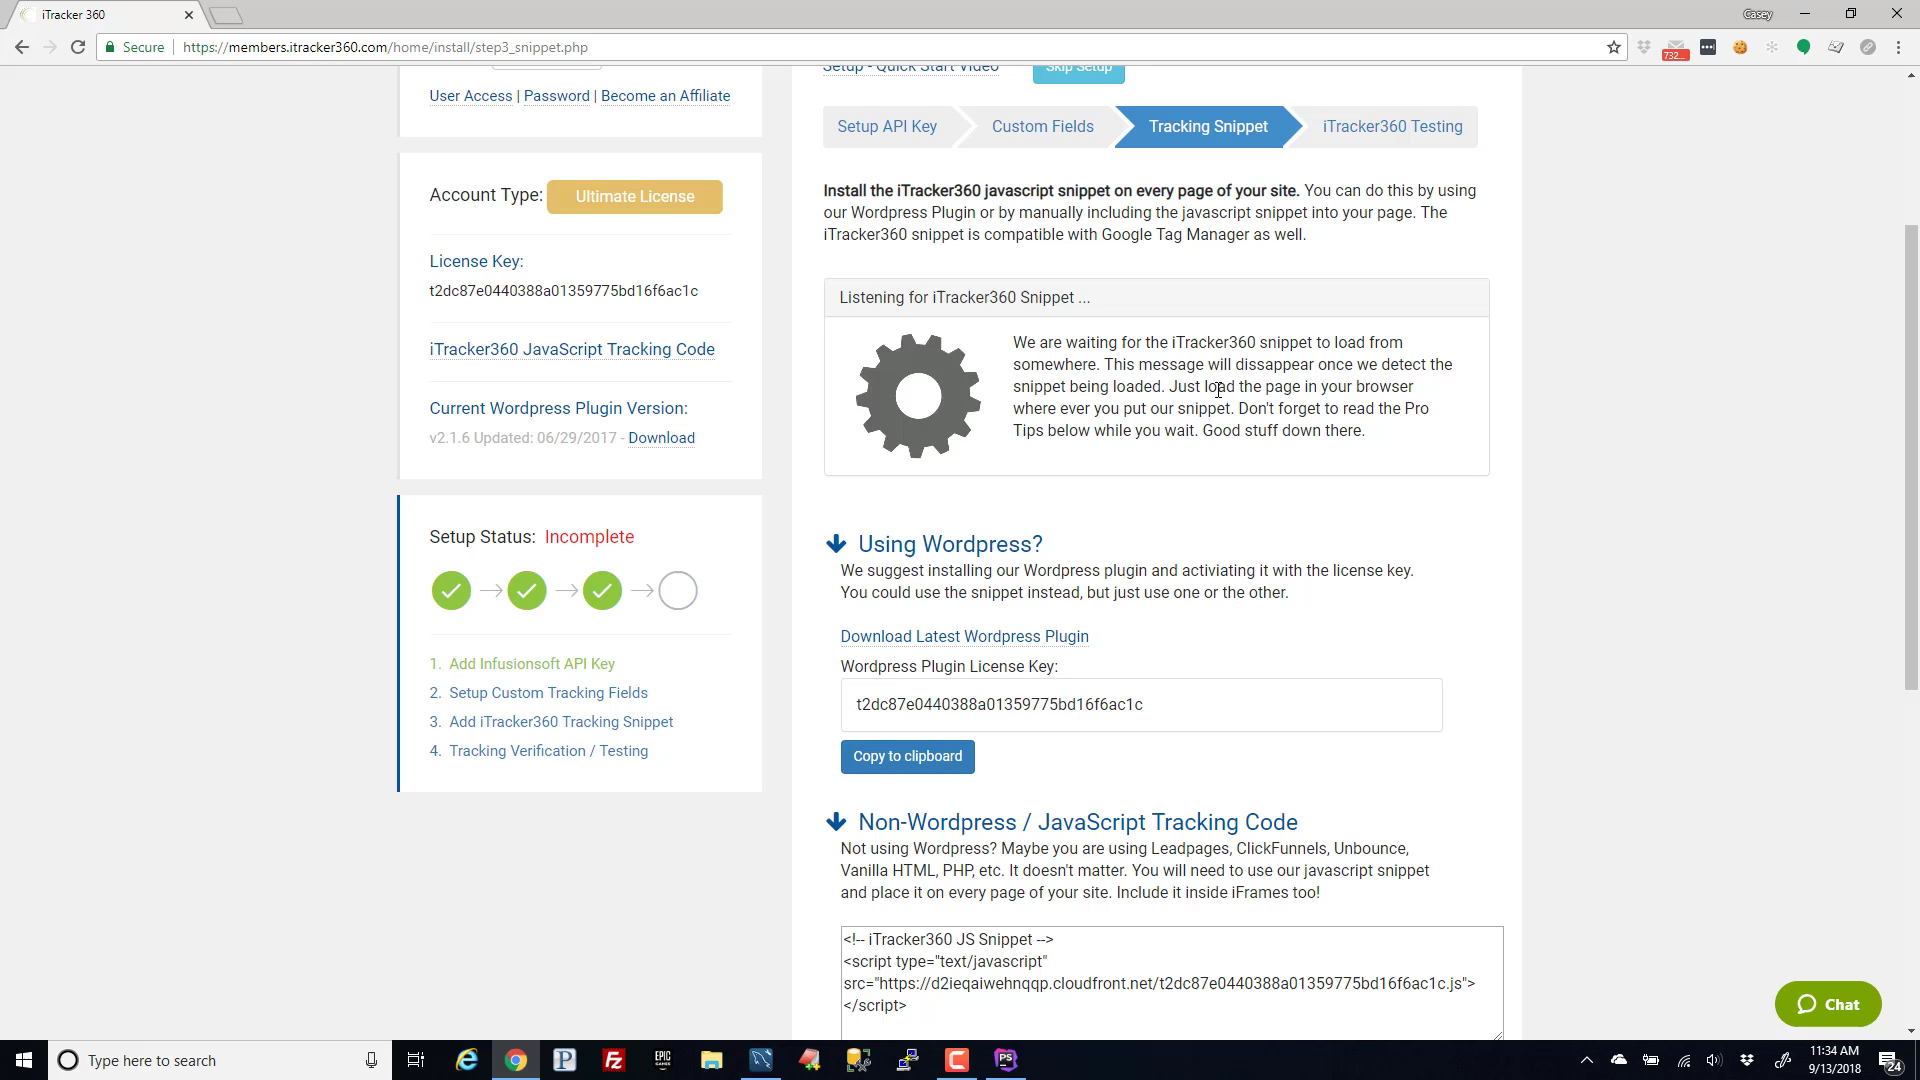 iTracker 360
Casey
Secure
https://members.itracker360.com/home/install/step3_snippet.php
732...
User Access | Password | Become an Affiliate
Account Type: Ultimate License
License Key:
t2dc87e0440388a01359775bd16f6ac1c
iTracker360 JavaScript Tracking Code
Current Wordpress Plugin Version:
v2.1.6 Updated: 06/29/2017 - Download
Setup Status: Incomplete
1. Add Infusionsoft API Key
2. Setup Custom Tracking Fields
3. Add iTracker360 Tracking Snippet
4. Tracking Verification / Testing
Setup - Quick Start Video
Skip Setup
Setup API Key
Custom Fields
Tracking Snippet
iTracker360 Testing
Install the iTracker360 javascript snippet on every page of your site. You can do this by using
our Wordpress Plugin or by manually including the javascript snippet into your page. The
iTracker360 snippet is compatible with Google Tag Manager as well.
Listening for iTracker360 Snippet ...
We are waiting for the iTracker360 snippet to load from
somewhere. This message will dissappear once we detect the
snippet being loaded. Just load the page in your browser
where ever you put our snippet. Don't forget to read the Pro
Tips below while you wait. Good stuff down there.
Using Wordpress?
We suggest installing our Wordpress plugin and activiating it with the license key.
You could use the snippet instead, but just use one or the other.
Download Latest Wordpress Plugin
Wordpress Plugin License Key:
t2dc87e0440388a01359775bd16f6ac1c
Copy to clipboard
Non-Wordpress / JavaScript Tracking Code
Not using Wordpress? Maybe you are using Leadpages, ClickFunnels, Unbounce,
Vanilla HTML, PHP, etc. It doesn't matter. You will need to use our javascript snippet
and place it on every page of your site. Include it inside iFrames too!
<!-- iTracker360 JS Snippet -->
<script type="text/javascript"
src="https://d2ieqaiwehnqqp.cloudfront.net/t2dc87e0440388a01359775bd16f6ac1c.js">
</script>
Chat
Type here to search
EPIC
GAMES
PS
11:34 AM
9/13/2018
24